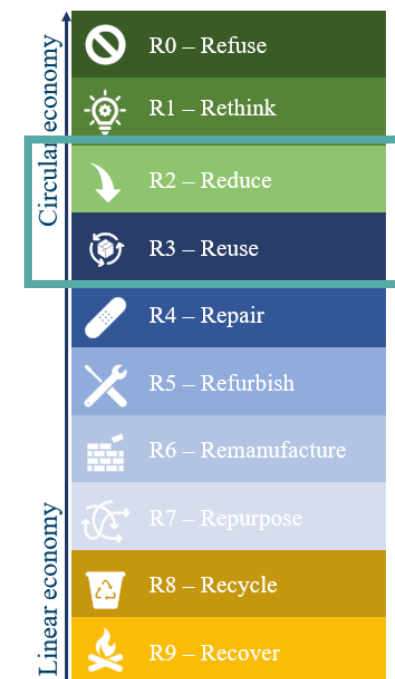 Circular economy
R0 – Refuse
R1 – Rethink
R2 – Reduce
R3 – Reuse
R4 – Repair
R5 – Refurbish
R6 – Remanufacture
R7 – Repurpose
R8 – Recycle
R9 – Recover
Linear economy